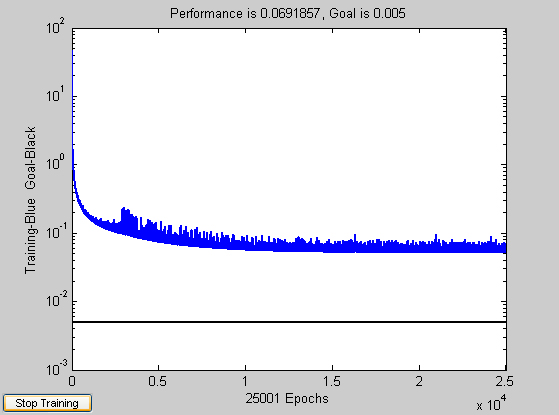 Performance is 0.0691857, Goal is 0.005
10^2
10^1
10^0
10^-1
10^-2
10^-3
Training-Blue Goal-Black
0 0.5 1 1.5 2 2.5
x 10^4
25001 Epochs
Stop Training